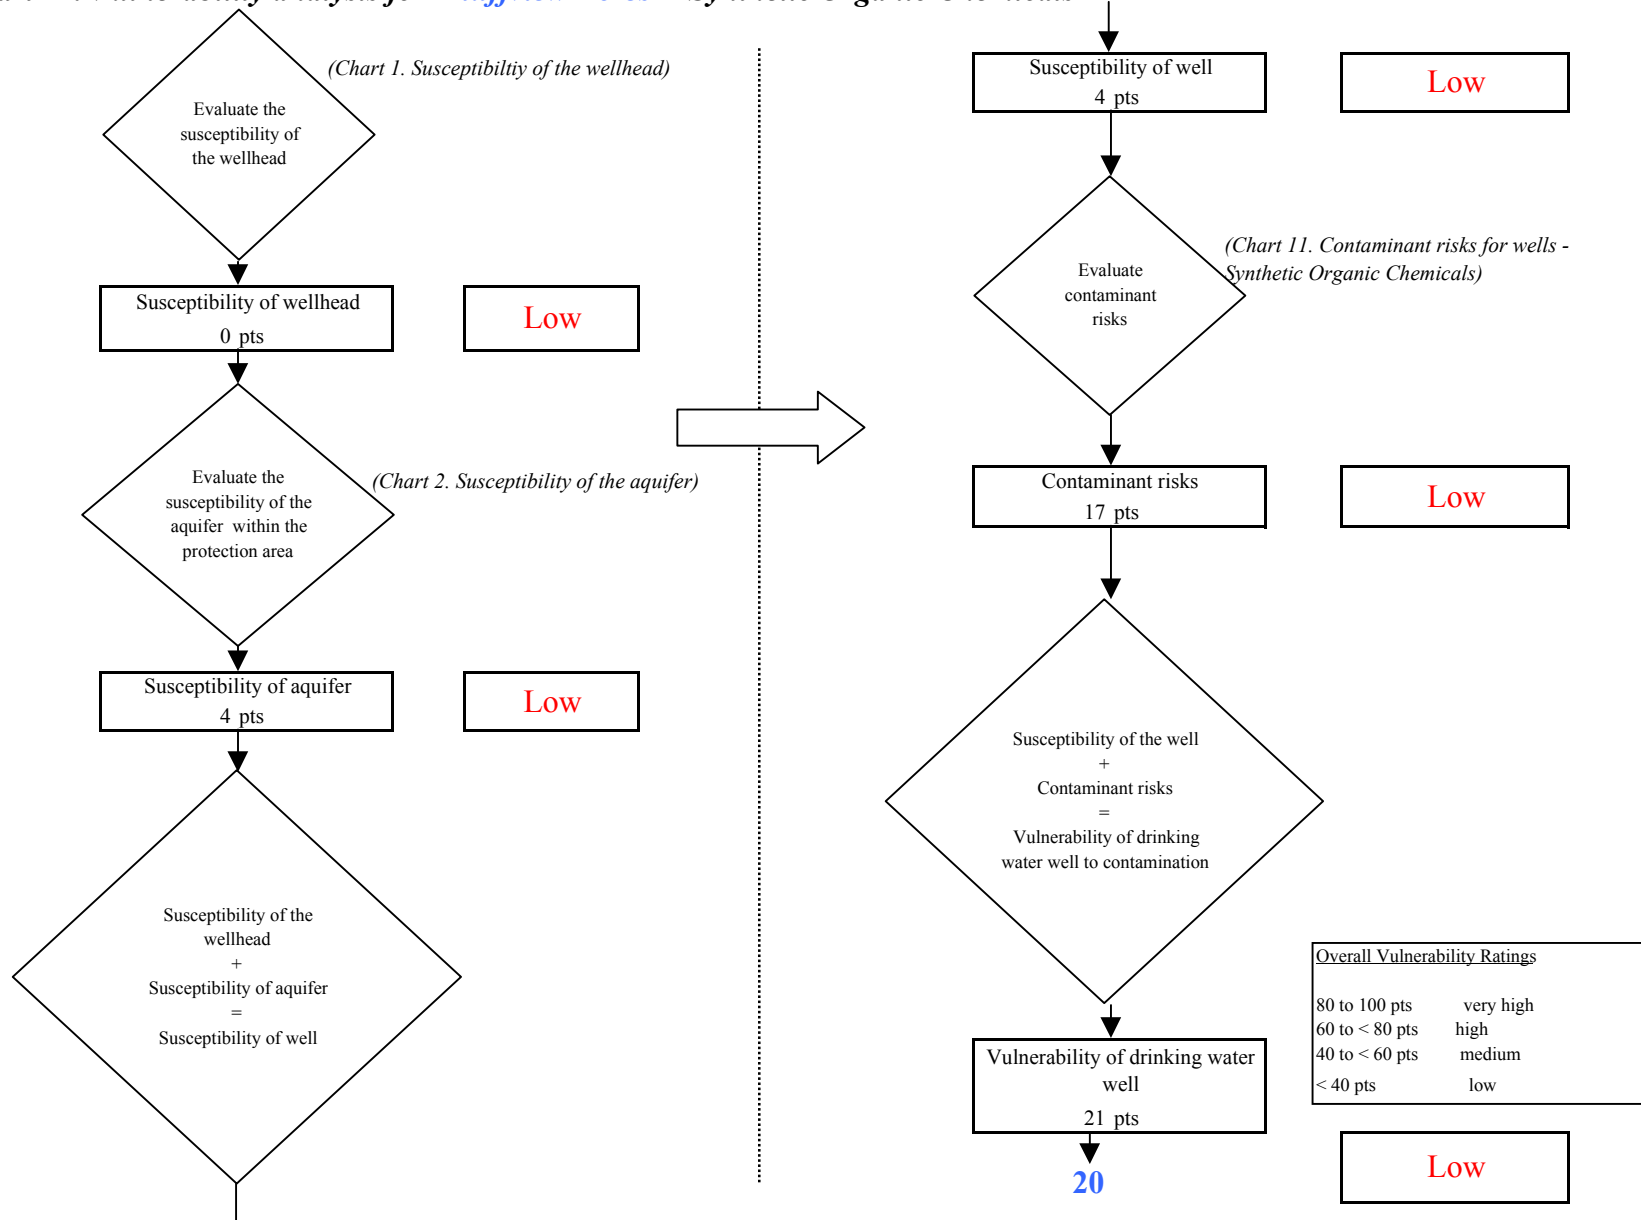 Synthetic Organic Chemicals
(Chart 1. Susceptibiltiy of the wellhead)
Evaluate the
susceptibility of
the wellhead
Susceptibility of wellhead
0 pts
Low
Evaluate the
susceptibility of the
aquifer within the
protection area
(Chart 2. Susceptibility of the aquifer)
Susceptibility of aquifer
4 pts
Low
Susceptibility of the
wellhead
+
Susceptibility of aquifer
=
Susceptibility of well
Susceptibility of well
4 pts
Low
Evaluate
contaminant
risks
(Chart 11. Contaminant risks for wells -
Synthetic Organic Chemicals)
Contaminant risks
17 pts
Low
Susceptibility of the well
+
Contaminant risks
=
Vulnerability of drinking
water well to contamination
Vulnerability of drinking water
well
21 pts
20
Overall Vulnerability Ratings
80 to 100 pts very high
60 to < 80 pts high
40 to < 60 pts medium
< 40 pts low
Low